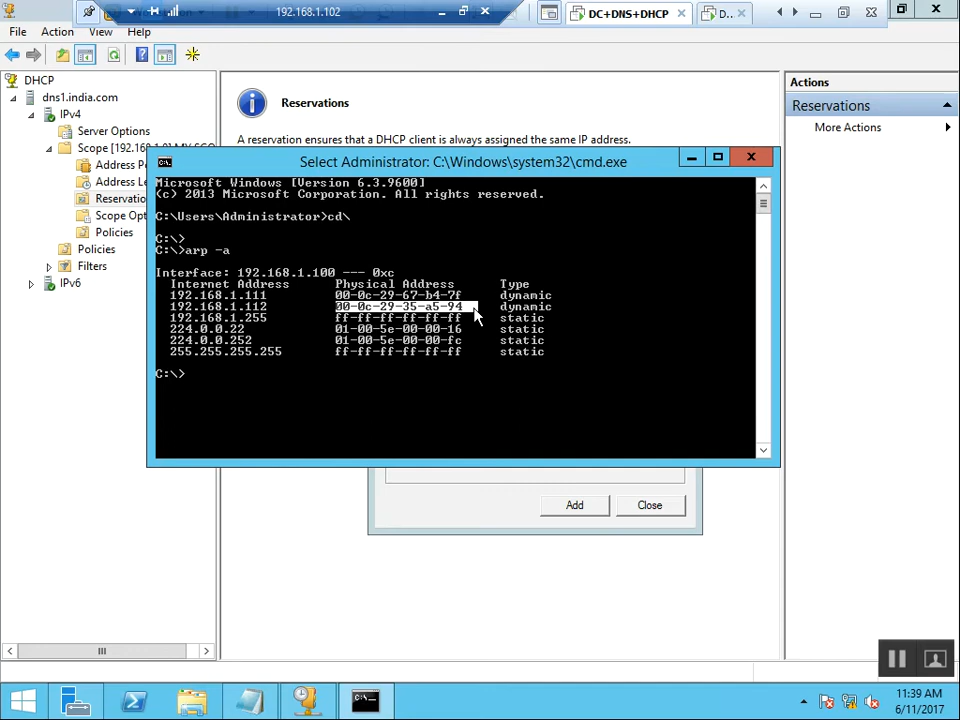 192.168.1.102
DC+DNS+DHCP
D..
File Action View Help
DHCP
dns1.india.com
IPv4
Server Options
Scope [192.168.1.0] MY SCO
Address P
Address Le
Reservatio
Scope Opt
Policies
Policies
Filters
IPv6
Reservations
A reservation ensures that a DHCP client is always assigned the same IP address.
Actions
Reservations
More Actions
Select Administrator: C:\Windows\system32\cmd.exe
Microsoft Windows [Version 6.3.9600]
(c) 2013 Microsoft Corporation. All rights reserved.
C:\Users\Administrator>cd\
C:\>
C:\>arp -a
Interface: 192.168.1.100 --- 0xc
Internet Address Physical Address Type
192.168.1.111 00-0c-29-67-b4-7f dynamic
192.168.1.112 00-0c-29-35-a5-94 dynamic
192.168.1.255 ff-ff-ff-ff-ff-ff static
224.0.0.22 01-00-5e-00-00-16 static
224.0.0.252 01-00-5e-00-00-fc static
255.255.255.255 ff-ff-ff-ff-ff-ff static
C:\>
Add Close
11:39 AM
6/11/2017